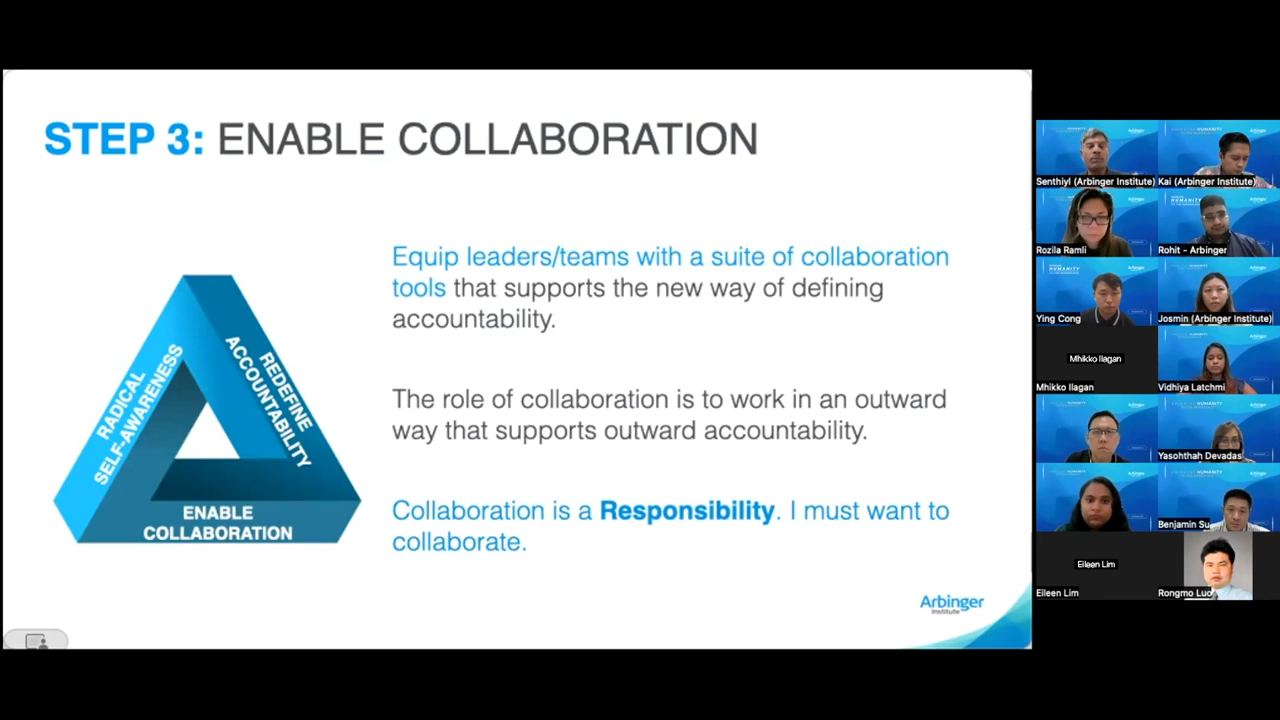 STEP 3: ENABLE COLLABORATION
RADICAL
SELF-AWARENESS
REDEFINE
ACCOUNTABILITY
ENABLE
COLLABORATION
Equip leaders/teams with a suite of collaboration
tools that supports the new way of defining
accountability.
The role of collaboration is to work in an outward
way that supports outward accountability.
Collaboration is a Responsibility. I must want to
collaborate.
Arbinger
Institute
Senthiyl (Arbinger Institute)
Kai (Arbinger Institute)
Rozila Ramli
HUMANITY
Rohit - Arbinger
Ying Cong
HUMANITY
Josmin (Arbinger Institute)
Mhikko Ilagan
Mhikko Ilagan
Vidhiya Latchmi
Yasohthah Devadas
Benjamin Su
Eileen Lim
Eileen Lim
Rongmo Luo